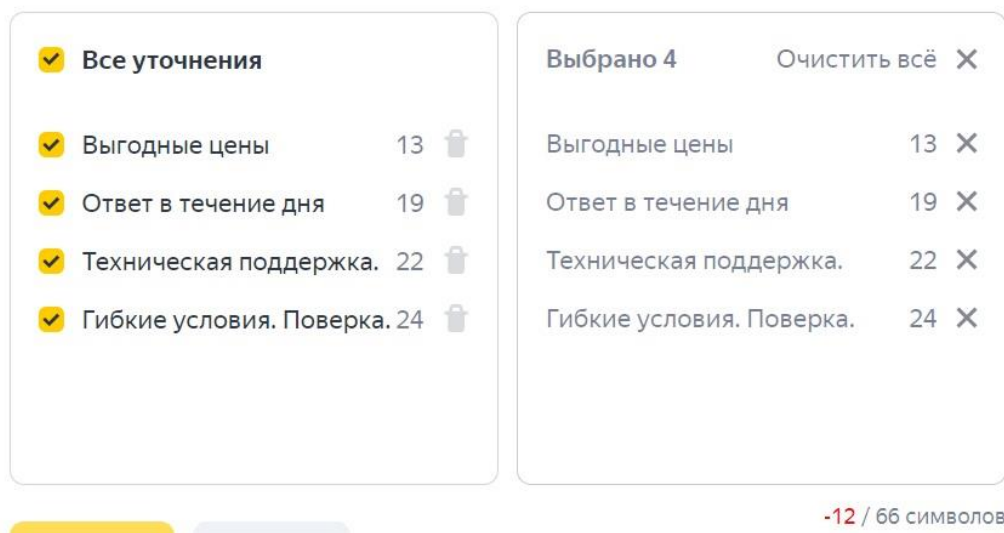 Все уточнения
Выгодные цены 13
Ответ в течение дня 19
Техническая поддержка. 22
Гибкие условия. Поверка. 24
Выбрано 4 Очистить всё
Выгодные цены 13
Ответ в течение дня 19
Техническая поддержка. 22
Гибкие условия. Поверка. 24
-12 / 66 символов